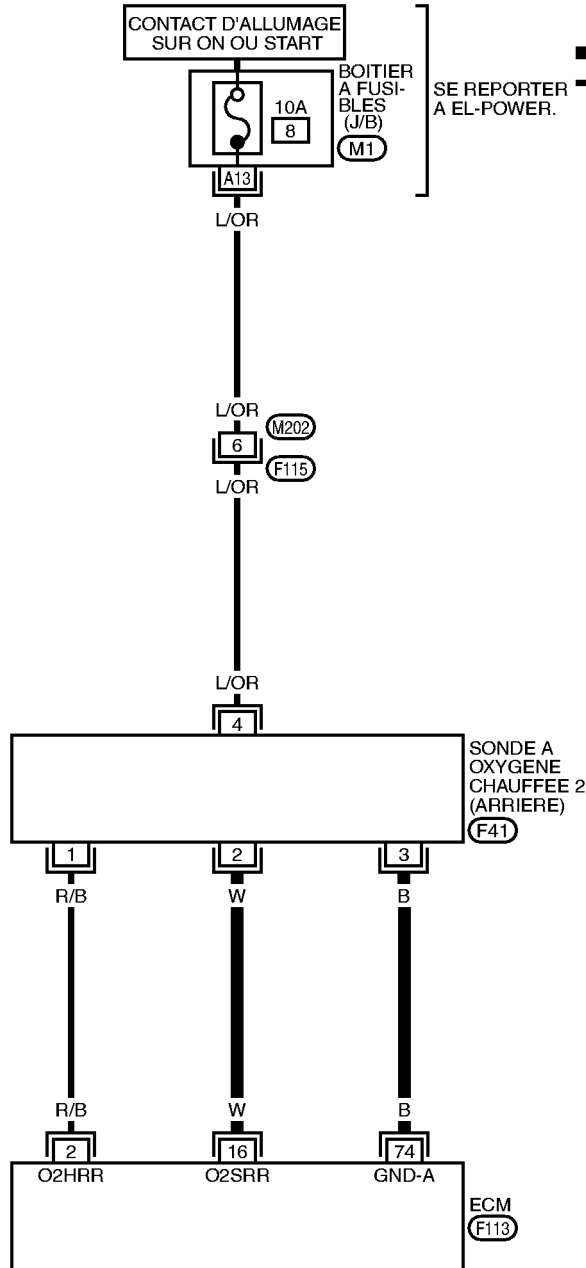 CONTACT D'ALLUMAGE
SUR ON OU START
BOITIER
A FUSI-
BLES
(J/B)
M1
10A
8
SE REPORTER
A EL-POWER.
A13
L/OR
L/OR
M202
6
F115
L/OR
L/OR
4
SONDE A
OXYGENE
CHAUFFEE 2
(ARRIERE)
F41
1 2 3
R/B W B
R/B W B
2 16 74
O2HRR O2SRR GND-A
ECM
F113